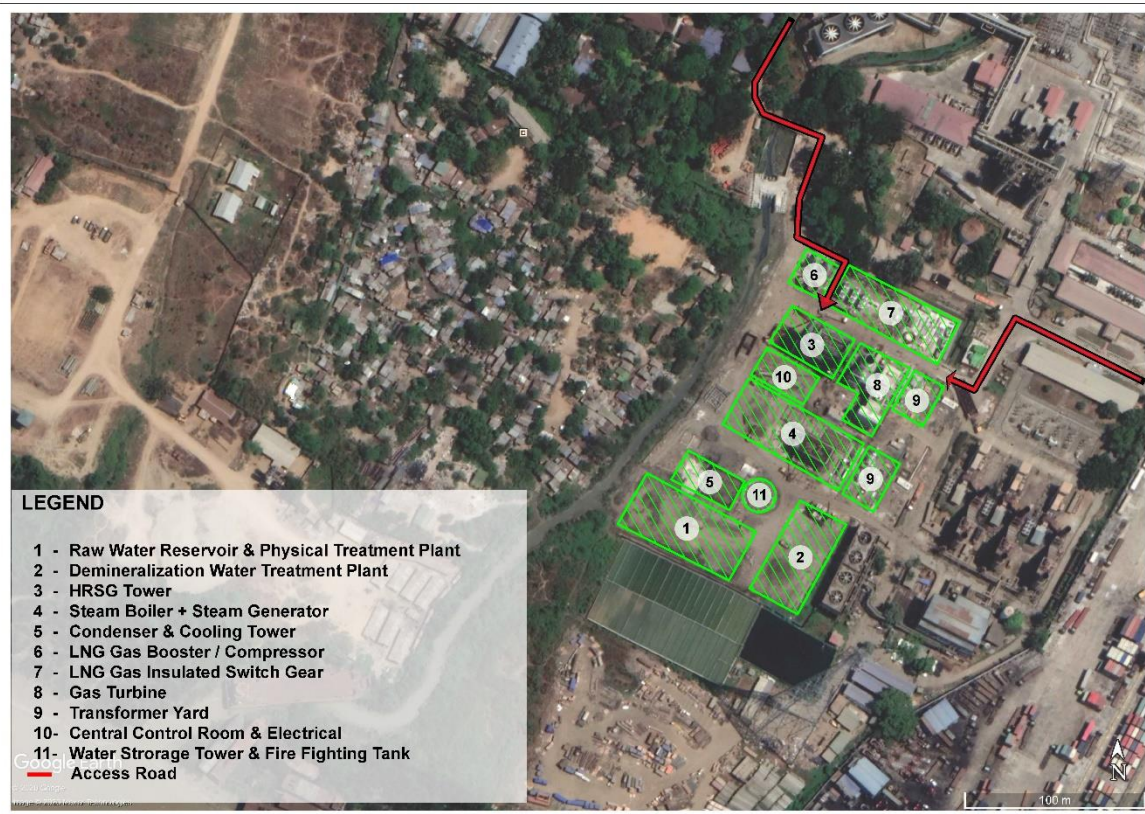 6
7
3
10
8
9
4
9
5
11
1
2
LEGEND
1 - Raw Water Reservoir & Physical Treatment Plant
2 - Demineralization Water Treatment Plant
3 - HRSG Tower
4 - Steam Boiler + Steam Generator
5 - Condenser & Cooling Tower
6 - LNG Gas Booster / Compressor
7 - LNG Gas Insulated Switch Gear
8 - Gas Turbine
9 - Transformer Yard
10- Central Control Room & Electrical
11- Water Strorage Tower & Fire Fighting Tank
Google Earth
Access Road
N
100 m